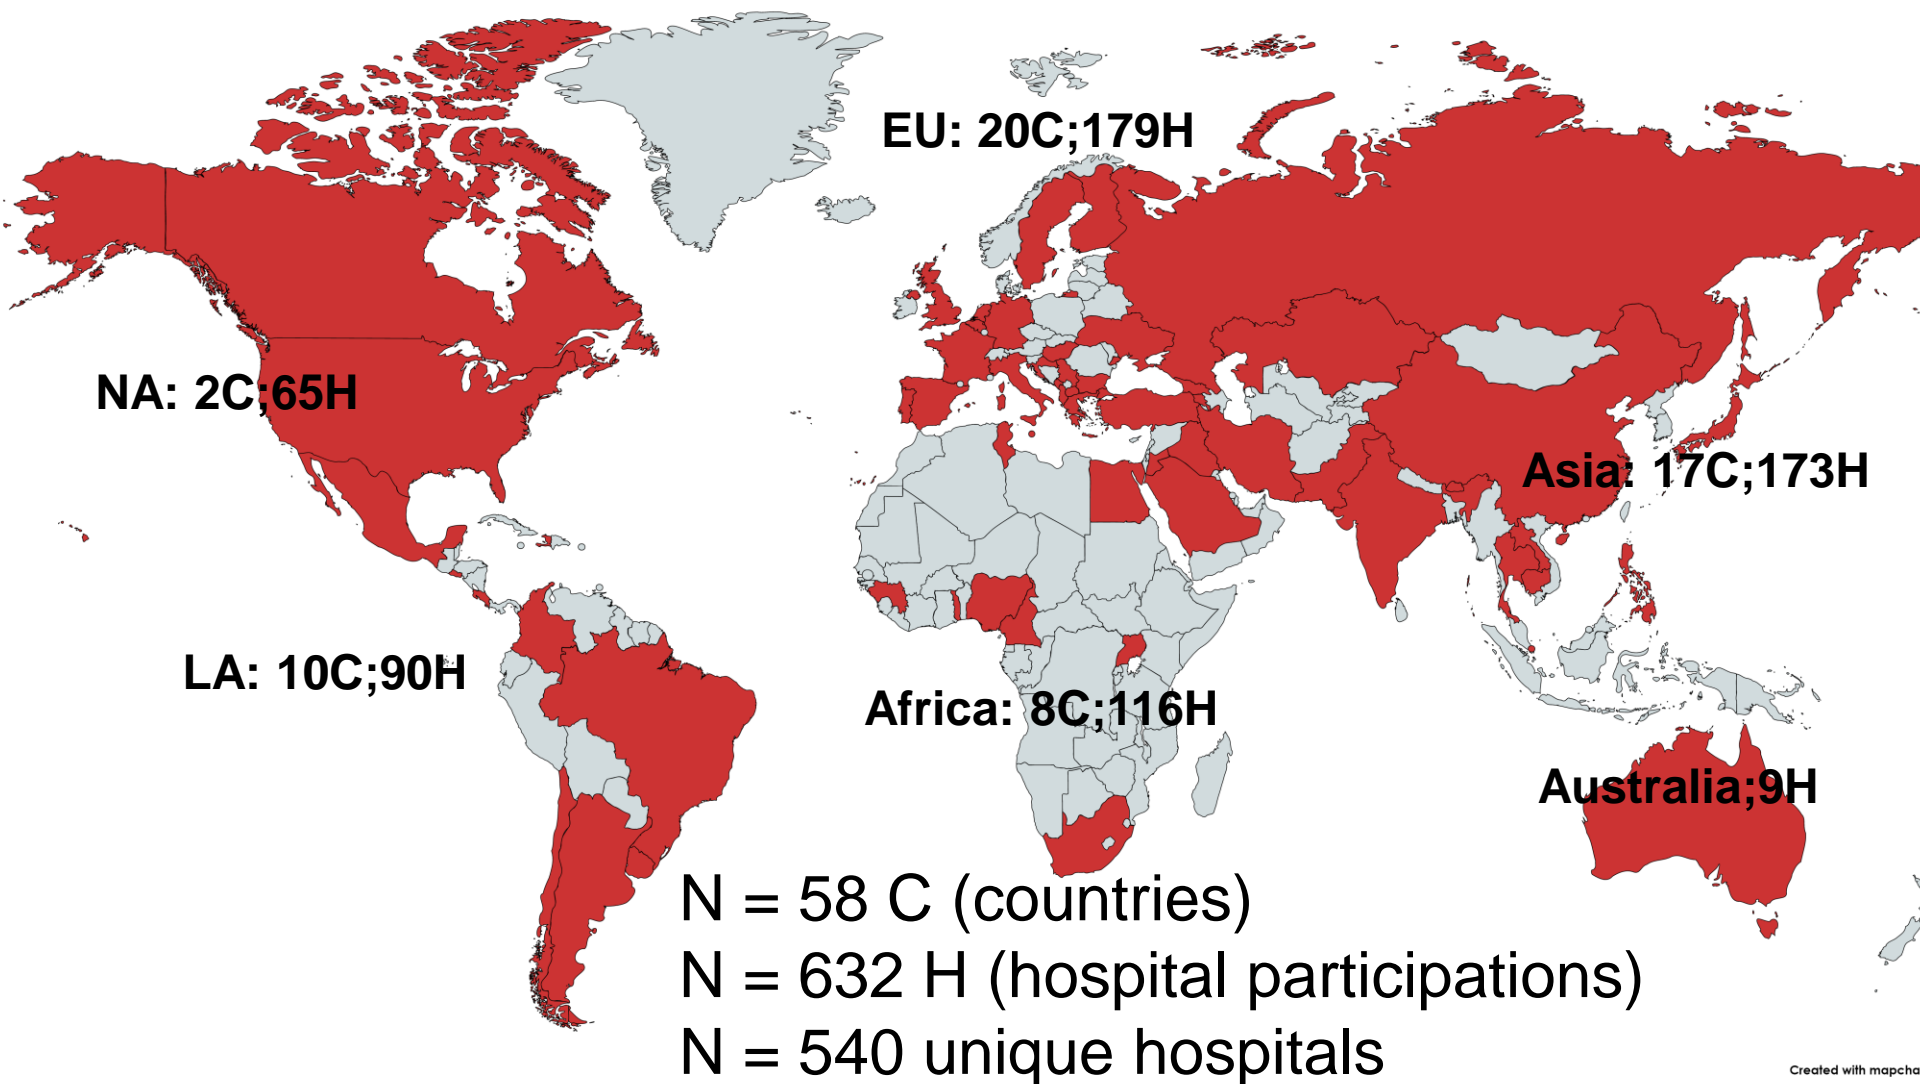 EU: 20C;179H
NA: 2C;65H
Asia: 17C;173H
LA: 10C;90H
Africa: 8C;116H
Australia;9H
N = 58 C (countries)
N = 632 H (hospital participations)
N = 540 unique hospitals
Created with mapcha